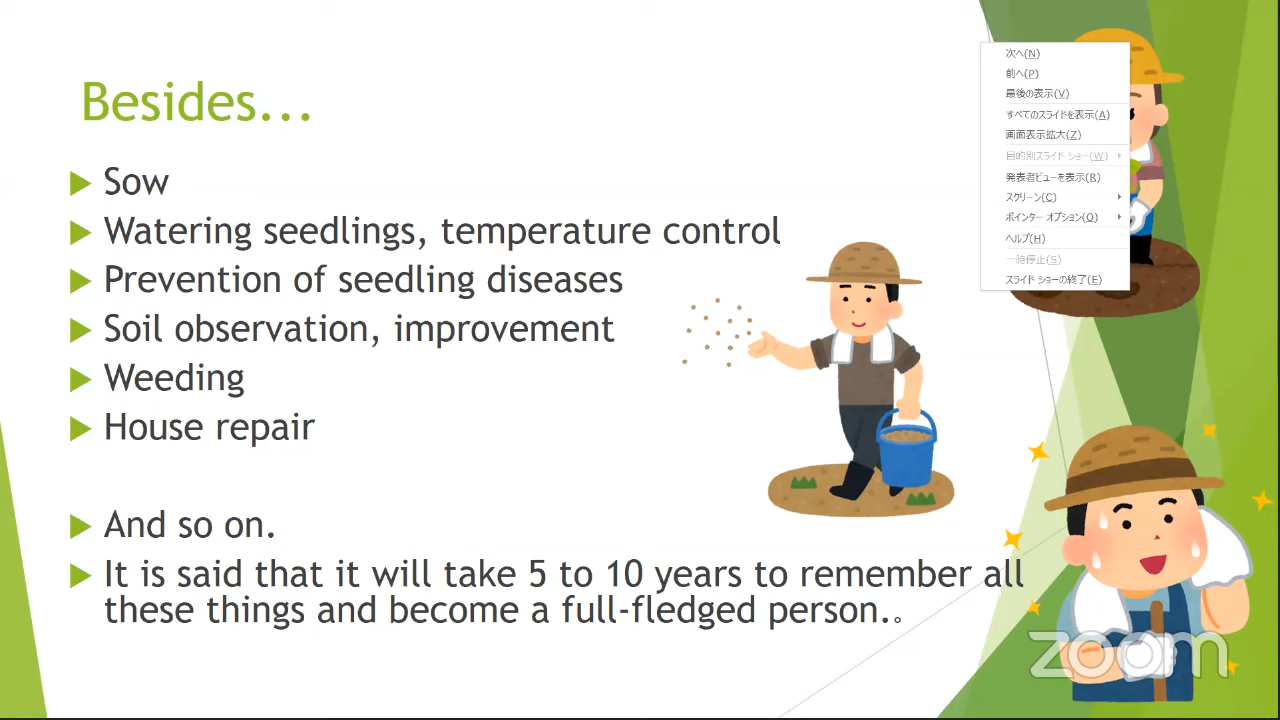 Besides...
Sow
Watering seedlings, temperature control
Prevention of seedling diseases
Soil observation, improvement
Weeding
House repair
And so on.
It is said that it will take 5 to 10 years to remember all
these things and become a full-fledged person.。
次へ(N)
前へ(P)
最後の表示(V)
すべてのスライドを表示(A)
画面表示拡大(Z)
目的別スライド ショー(W)
発表者ビューを表示(R)
スクリーン(C)
ポインター オプション(O)
ヘルプ(H)
一時停止(S)
スライド ショーの終了(E)
zoom